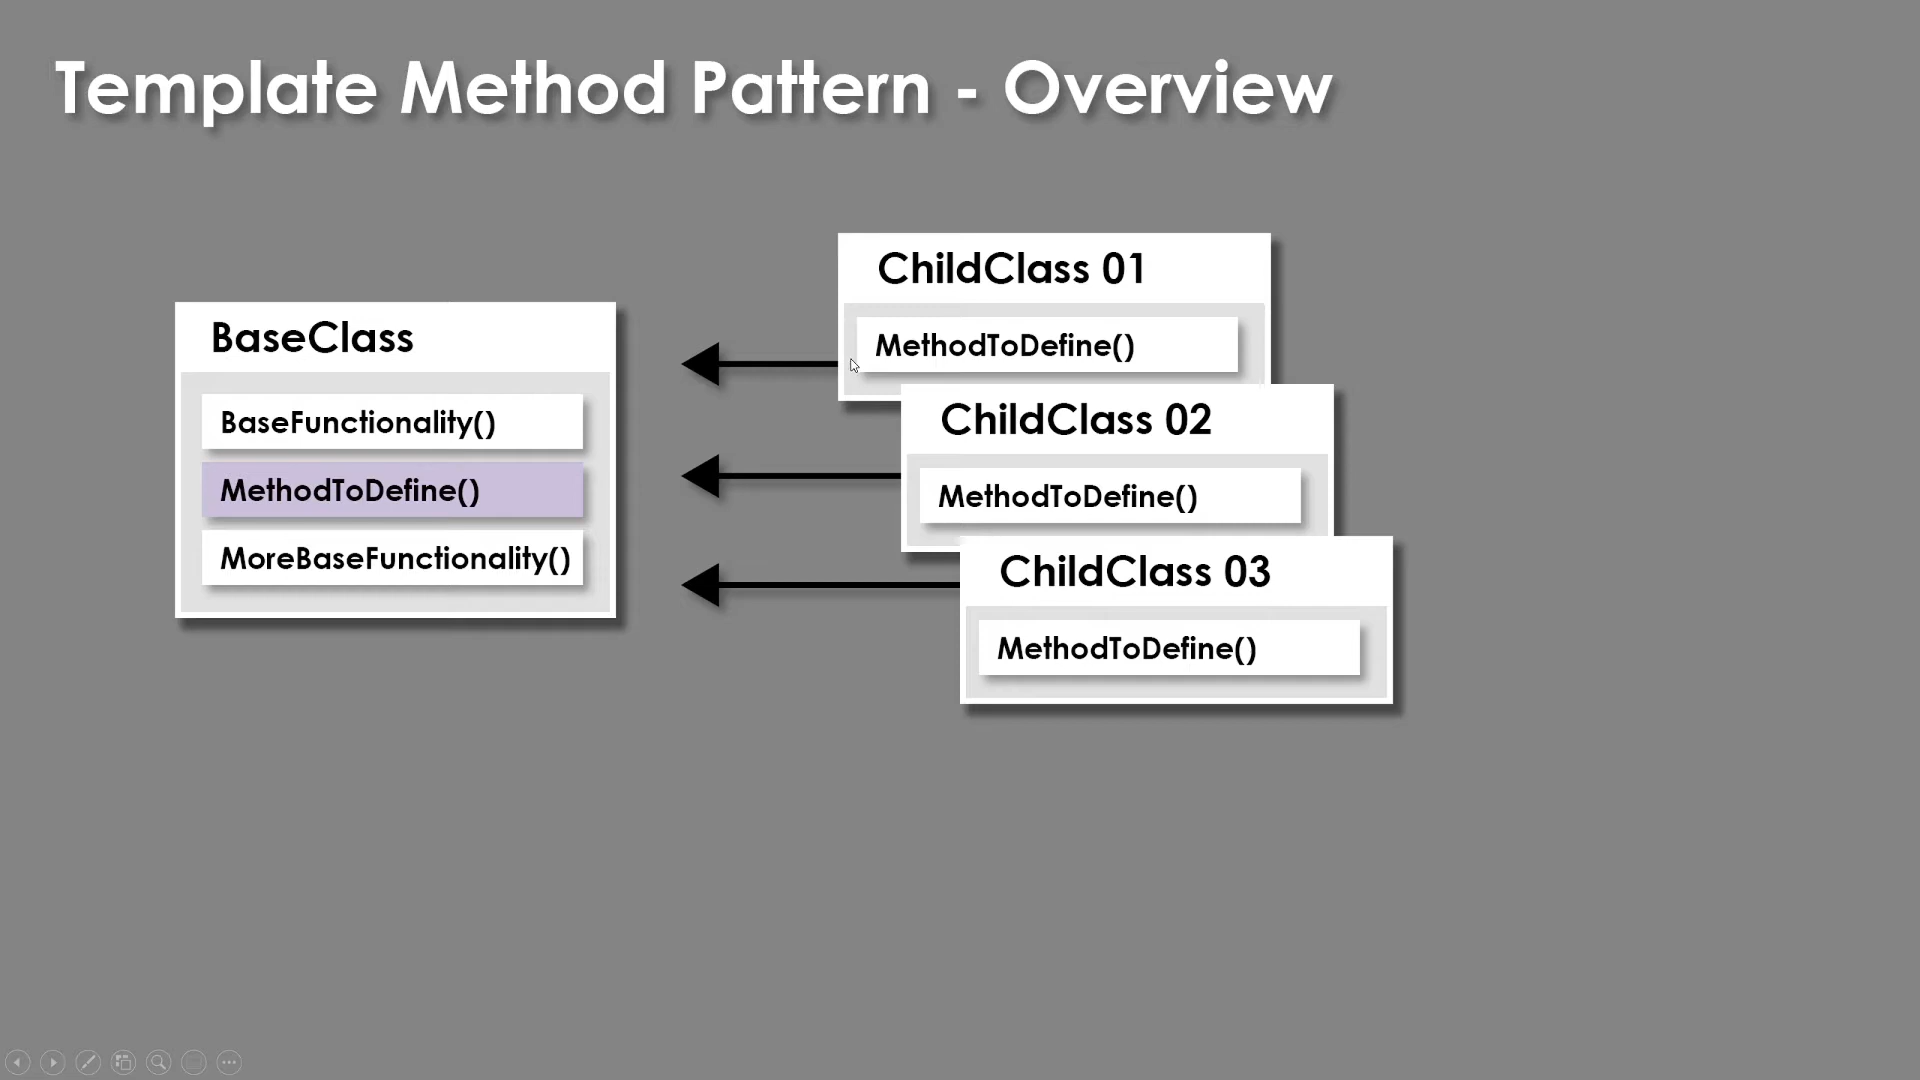 Template Method Pattern - Overview
BaseClass
BaseFunctionality()
MethodToDefine()
MoreBaseFunctionality()
ChildClass 01
MethodToDefine()
ChildClass 02
MethodToDefine()
ChildClass 03
MethodToDefine()